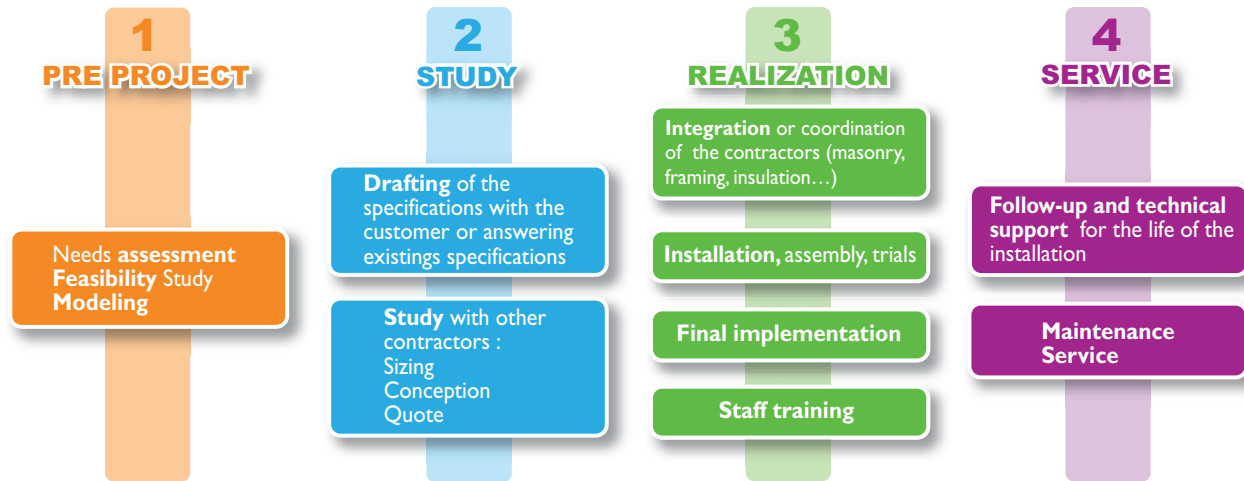 1
PRE PROJECT
Needs assessment
Feasibility Study
Modeling
2
STUDY
Drafting of the
specifications with the
customer or answering
existings specifications
Study with other
contractors :
Sizing
Conception
Quote
3
REALIZATION
Integration or coordination
of the contractors (masonry,
framing, insulation…)
Installation, assembly, trials
Final implementation
Staff training
4
SERVICE
Follow-up and technical
support for the life of the
installation
Maintenance
Service